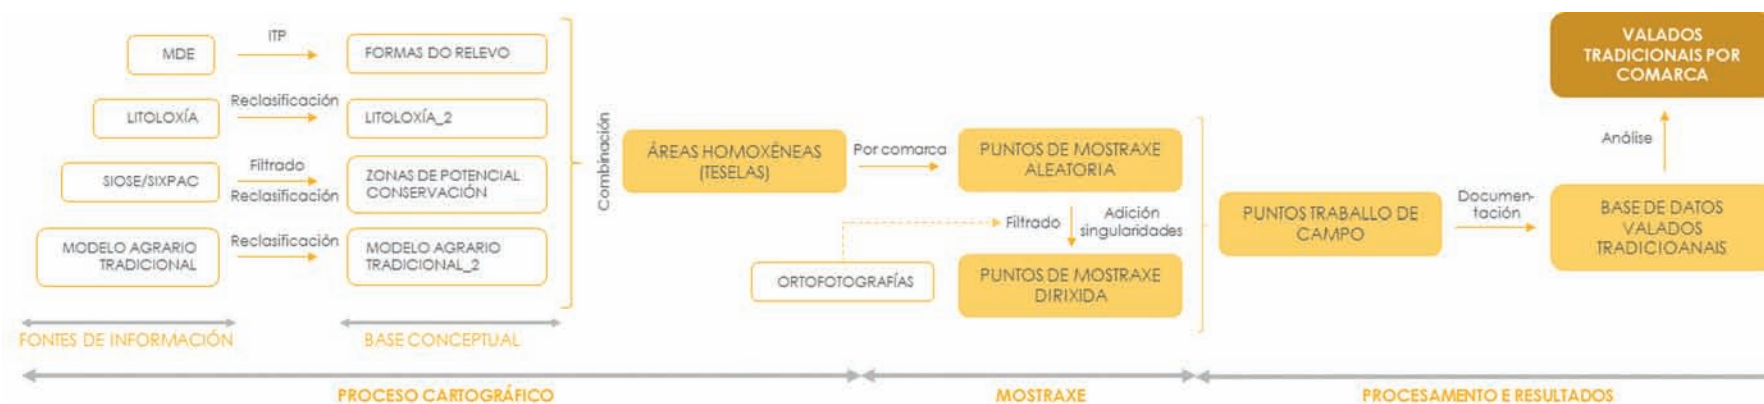 MDE
ITP
FORMAS DO RELEVO
LITOLOXÍA
Reclasificación
LITOLOXÍA_2
SIOSE/SIXPAC
Filtrado
Reclasificación
ZONAS DE POTENCIAL
CONSERVACIÓN
MODELO AGRARIO
TRADICIONAL
Reclasificación
MODELO AGRARIO
TRADICIONAL_2
FONTES DE INFORMACIÓN
BASE CONCEPTUAL
Combinación
ÁREAS HOMOXÉNEAS
(TESELAS)
Por comarca
PUNTOS DE MOSTRAXE
ALEATORIA
Filtrado
Adición
singularidades
ORTOFOTOGRAFÍAS
PUNTOS DE MOSTRAXE
DIRIXIDA
PUNTOS TRABALLO DE
CAMPO
Documen-
tación
BASE DE DATOS
VALADOS
TRADICIOANAIS
Análise
VALADOS
TRADICIONAIS POR
COMARCA
PROCESO CARTOGRÁFICO
MOSTRAXE
PROCESAMENTO E RESULTADOS